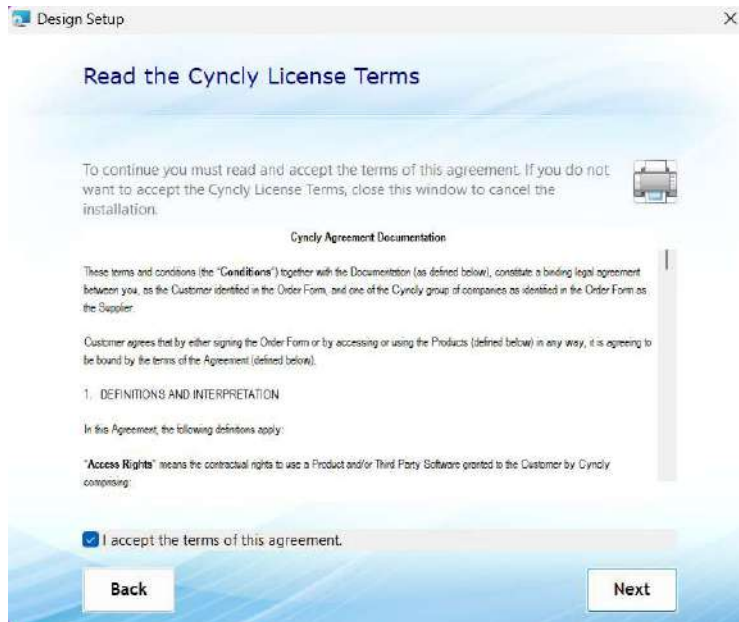 Design Setup
Read the Cyncly License Terms
To continue you must read and accept the terms of this agreement. If you do not
want to accept the Cyncly License Terms, close this window to cancel the
installation.
Cyncly Agreement Documentation
These terms and conditions (the "Conditions") together with the Documentation (as defined below), constitute a binding legal agreement
between you, as the Customer identified in the Order Form, and one of the Cyncly group of companies as identified in the Order Form as
the Supplier.
Customer agrees that by either signing the Order Form or by accessing or using the Products (defined below) in any way, it is agreeing to
be bound by the terms of the Agreement (defined below).
1. DEFINITIONS AND INTERPRETATION
In this Agreement, the following definitions apply:
"Access Rights" means the contractual rights to use a Product and/or Third Party Software granted to the Customer by Cyncly
comprising:
I accept the terms of this agreement.
Back
Next